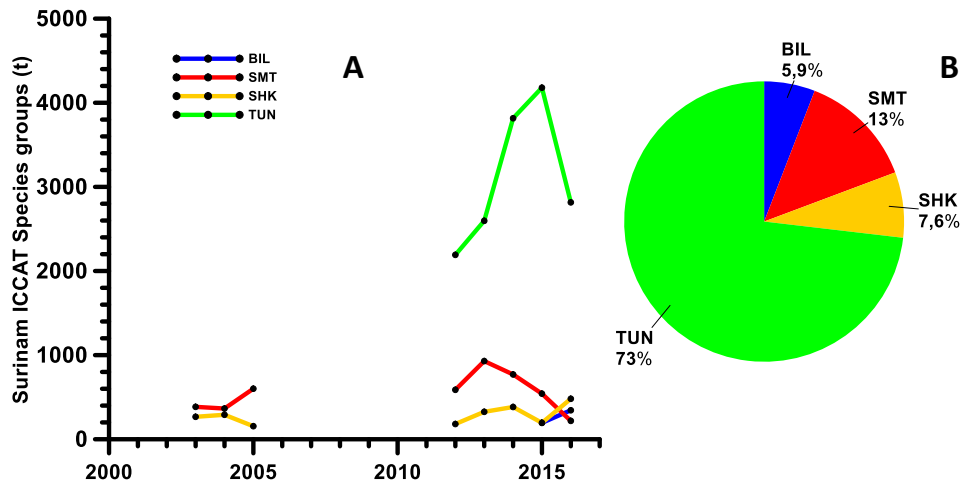 Surinam ICCAT Species groups (t)
5000
4000
3000
2000
1000
0
2000
2005
2010
2015
BIL
SMT
SHK
TUN
A
B
BIL
5,9%
SMT
13%
SHK
7,6%
TUN
73%